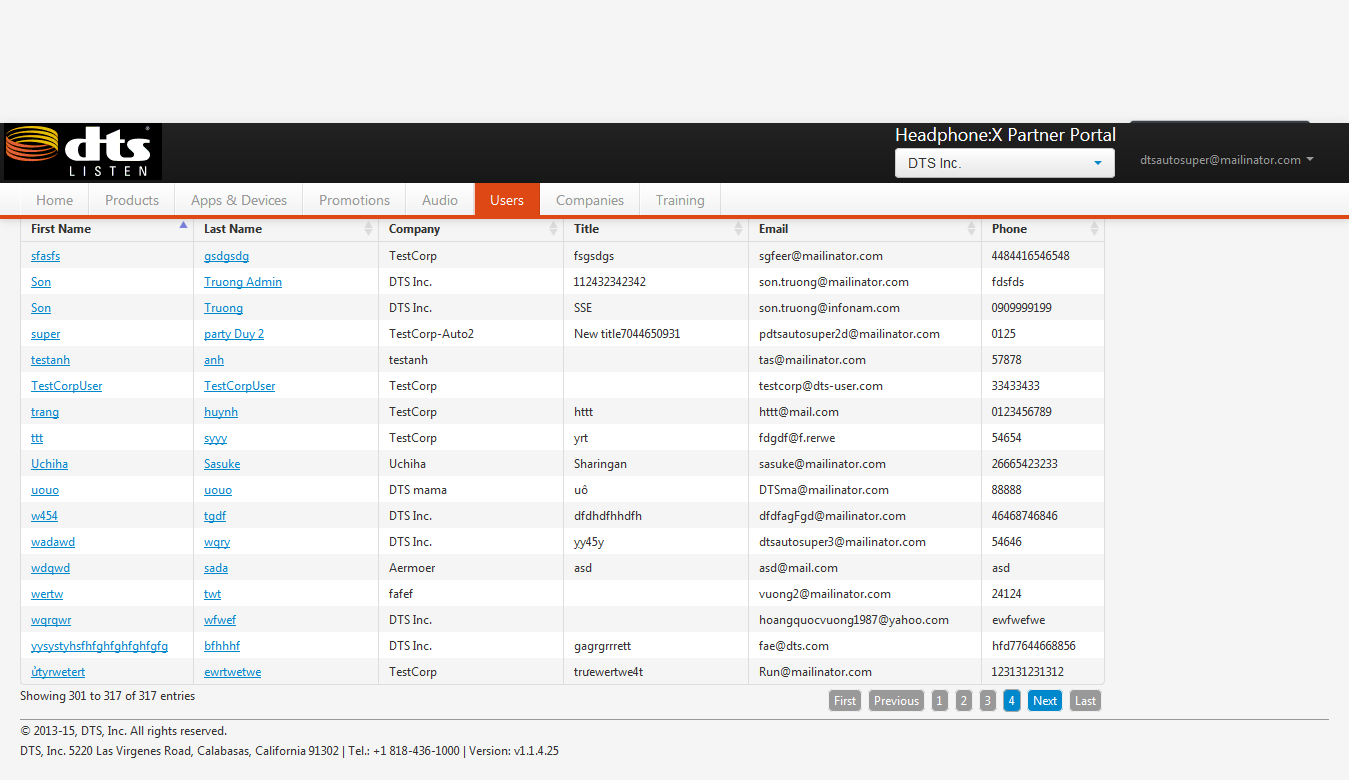 dts
LISTEN
Headphone:X Partner Portal
DTS Inc.
dtsautosuper@mailinator.com
Home Products Apps & Devices Promotions Audio Users Companies Training
First Name Last Name Company Title Email Phone
sfasfs gsdgsdg TestCorp fsgsdgs sgfeer@mailinator.com 4484416546548
Son Truong Admin DTS Inc. 112432342342 son.truong@mailinator.com fdsfds
Son Truong DTS Inc. SSE son.truong@infonam.com 0909999199
super party Duy 2 TestCorp-Auto2 New title7044650931 pdtsautosuper2d@mailinator.com 0125
testanh anh testanh tas@mailinator.com 57878
TestCorpUser TestCorpUser TestCorp testcorp@dts-user.com 33433433
trang huynh TestCorp httt httt@mail.com 0123456789
ttt syyy TestCorp yrt fdgdf@f.rerwe 54654
Uchiha Sasuke Uchiha Sharingan sasuke@mailinator.com 26665423233
uouo uouo DTS mama uô DTSma@mailinator.com 88888
w454 tgdf DTS Inc. dfdhdfhhdfh dfdfagFgd@mailinator.com 46468746846
wadawd wqry DTS Inc. yy45y dtsautosuper3@mailinator.com 54646
wdqwd sada Aermoer asd asd@mail.com asd
wertw twt fafef vuong2@mailinator.com 24124
wqrqwr wfwef DTS Inc. hoangquocvuong1987@yahoo.com ewfwefwe
yysystyhsfhfghfghfghfghfgfg bfhhhf DTS Inc. gagrgrrrett fae@dts.com hfd77644668856
ửtyrwetert ewrtwetwe TestCorp trưewertwe4t Run@mailinator.com 123131231312
Showing 301 to 317 of 317 entries
First Previous 1 2 3 4 Next Last
© 2013-15, DTS, Inc. All rights reserved.
DTS, Inc. 5220 Las Virgenes Road, Calabasas, California 91302 | Tel.: +1 818-436-1000 | Version: v1.1.4.25